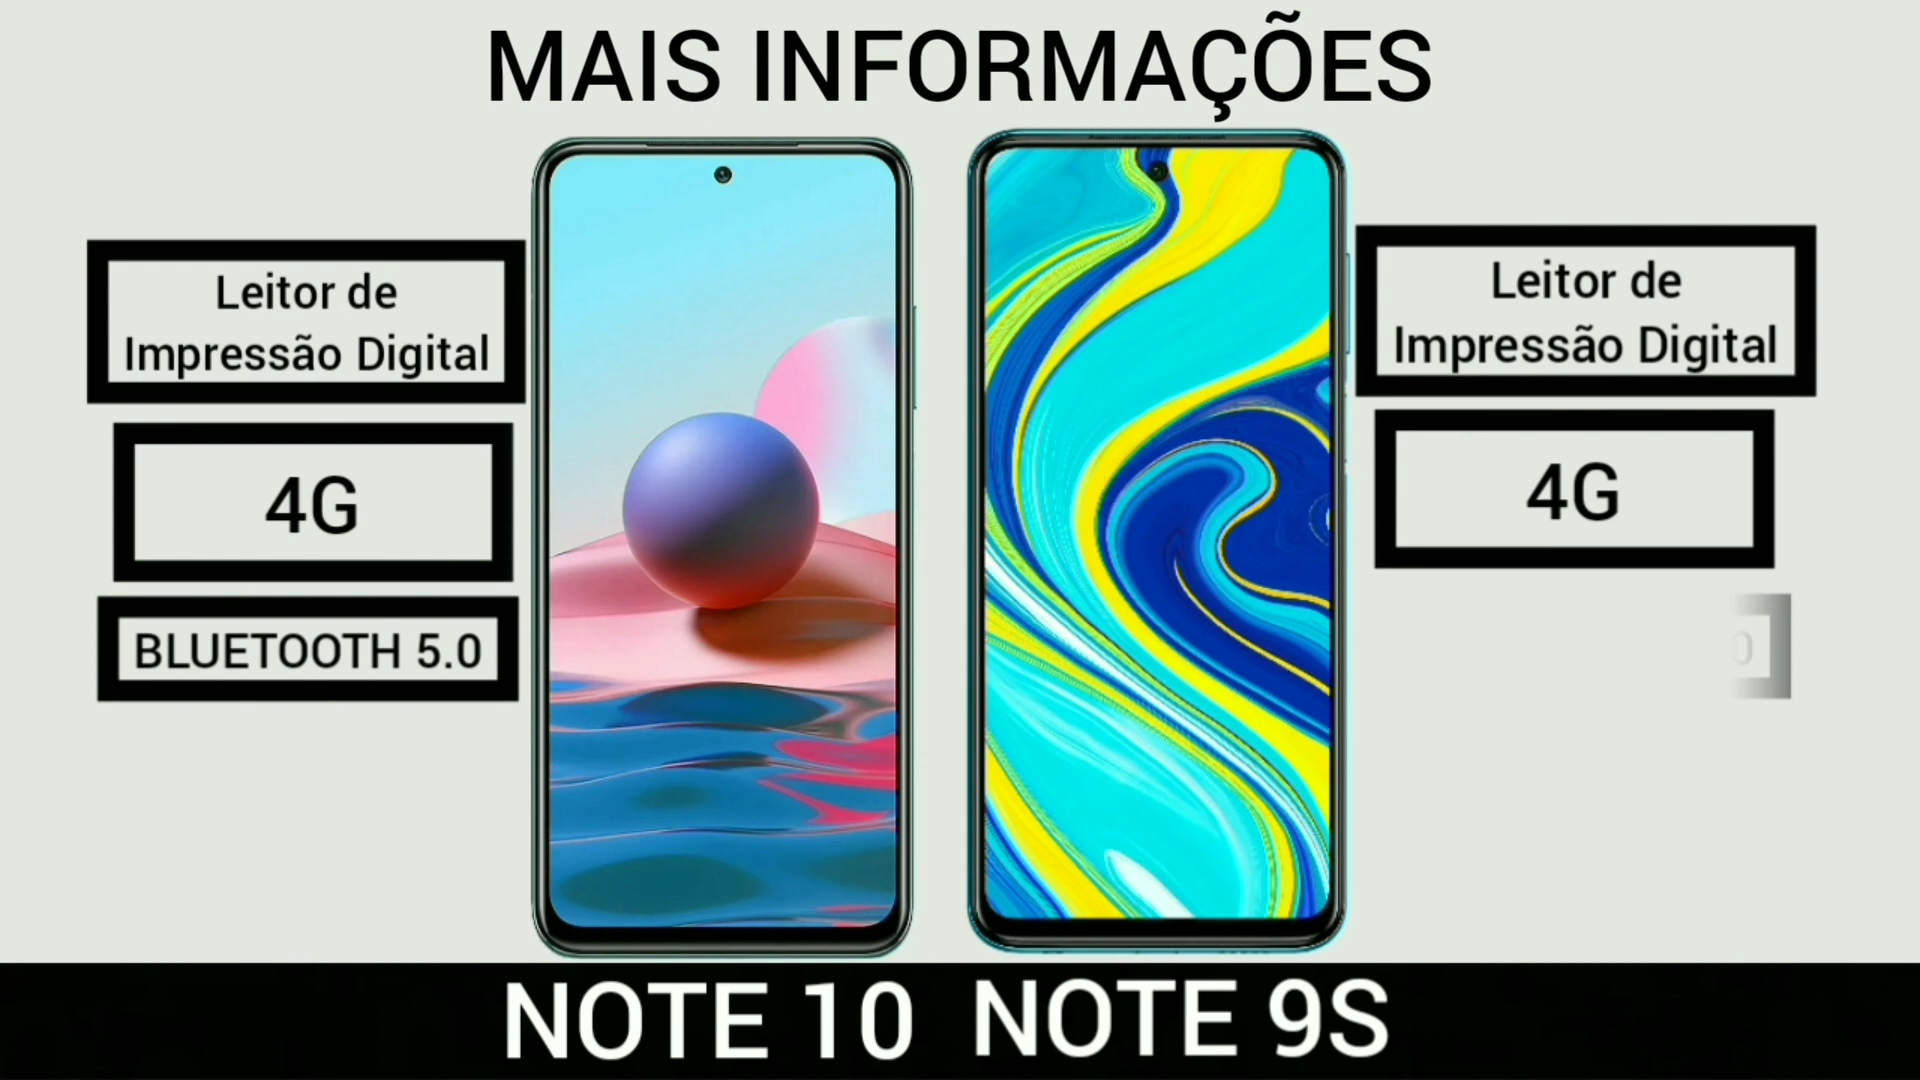 MAIS INFORMAÇÕES
Leitor de
Impressão Digital
4G
BLUETOOTH 5.0
Leitor de
Impressão Digital
4G
NOTE 10
NOTE 9S